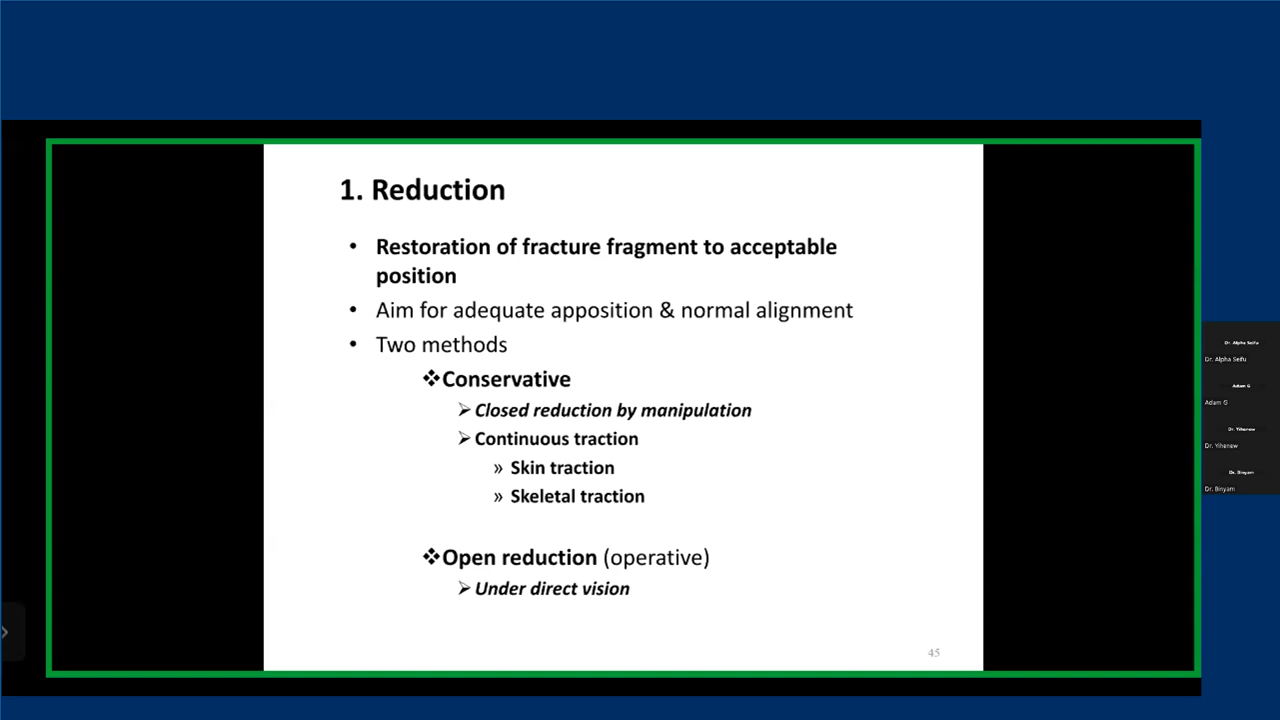 1. Reduction
• Restoration of fracture fragment to acceptable
position
• Aim for adequate apposition & normal alignment
• Two methods
❖Conservative
➢Closed reduction by manipulation
➢Continuous traction
» Skin traction
» Skeletal traction
❖Open reduction (operative)
➢Under direct vision
45
Dr. Alpha Seifu
Dr. Alpha Seifu
Adam G
Adam G
Dr. Yihenew
Dr. Yihenew
Dr. Binyam
Dr. Binyam